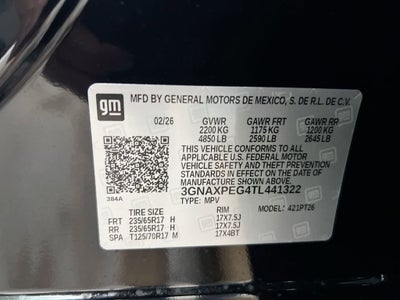 gm
MFD BY GENERAL MOTORS DE MEXICO, S. DE R.L. DE C.V.
02/26 GVWR GAWR FRT GAWR RR
2200 KG 1175 KG 1200 KG
4850 LB 2590 LB 2645 LB
THIS VEHICLE CONFORMS TO ALL
APPLICABLE U.S. FEDERAL MOTOR
VEHICLE SAFETY AND THEFT PREVENTION
STANDARDS IN EFFECT ON THE DATE OF
MANUFACTURE SHOWN ABOVE.
3GNAXPEG4TL441322
384A
TYPE: MPV MODEL: 421PT26
TIRE SIZE RIM
FRT 235/65R17 H 17X7.5J
RR 235/65R17 H 17X7.5J
SPA T125/70R17 M 17X4BT